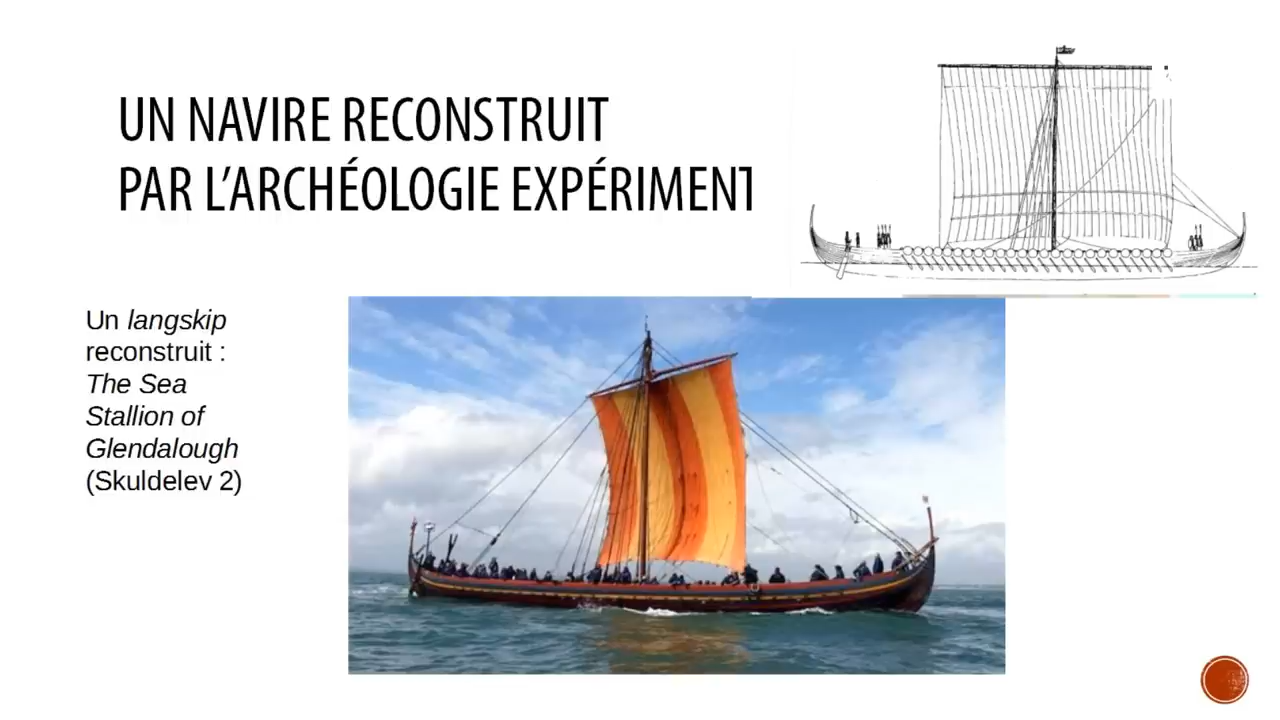 UN NAVIRE RECONSTRUIT
PAR L’ARCHÉOLOGIE EXPÉRIMENT
Un langskip
reconstruit :
The Sea
Stallion of
Glendalough
(Skuldelev 2)